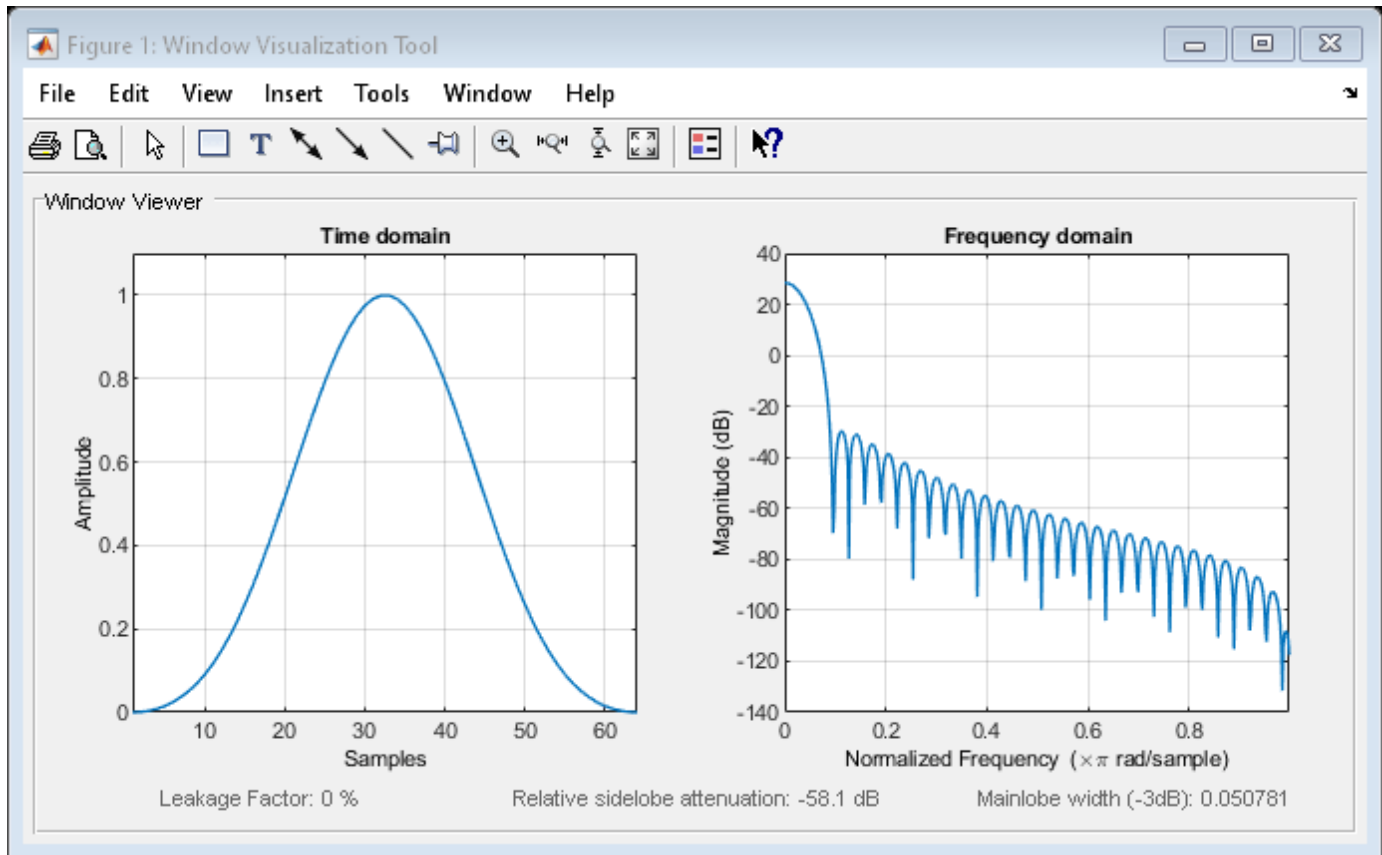 Figure 1: Window Visualization Tool
File Edit View Insert Tools Window Help
T
?
Window Viewer
Time domain
1
0.8
0.6
0.4
0.2
0
Amplitude
10 20 30 40 50 60
Samples
Frequency domain
40
20
0
-20
-40
-60
-80
-100
-120
-140
Magnitude (dB)
0 0.2 0.4 0.6 0.8
Normalized Frequency (×π rad/sample)
Leakage Factor: 0 % Relative sidelobe attenuation: -58.1 dB Mainlobe width (-3dB): 0.050781